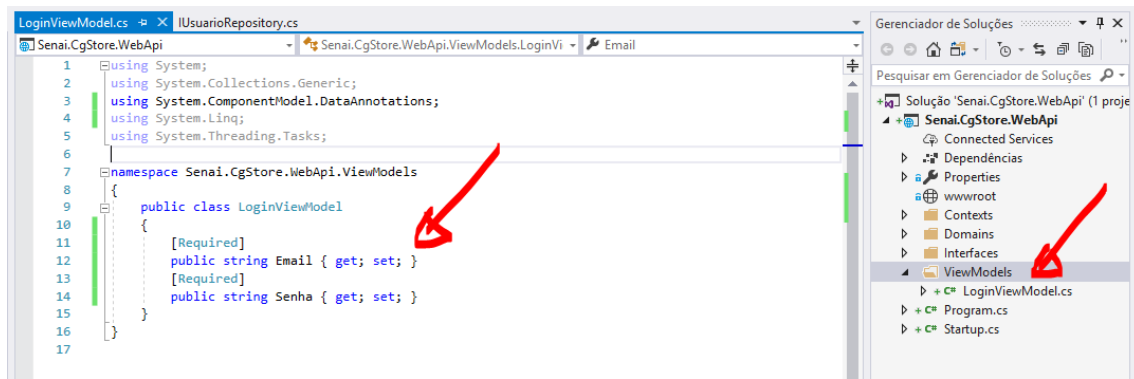 LoginViewModel.cs IUsuarioRepository.cs
Senai.CgStore.WebApi Senai.CgStore.WebApi.ViewModels.LoginVi Email
1 using System;
2 using System.Collections.Generic;
3 using System.ComponentModel.DataAnnotations;
4 using System.Linq;
5 using System.Threading.Tasks;
6
7 namespace Senai.CgStore.WebApi.ViewModels
8 {
9 public class LoginViewModel
10 {
11 [Required]
12 public string Email { get; set; }
13 [Required]
14 public string Senha { get; set; }
15 }
16 }
17
Gerenciador de Soluções
Pesquisar em Gerenciador de Soluções
Solução 'Senai.CgStore.WebApi' (1 proje
Senai.CgStore.WebApi
Connected Services
Dependências
Properties
wwwroot
Contexts
Domains
Interfaces
ViewModels
C# LoginViewModel.cs
C# Program.cs
C# Startup.cs